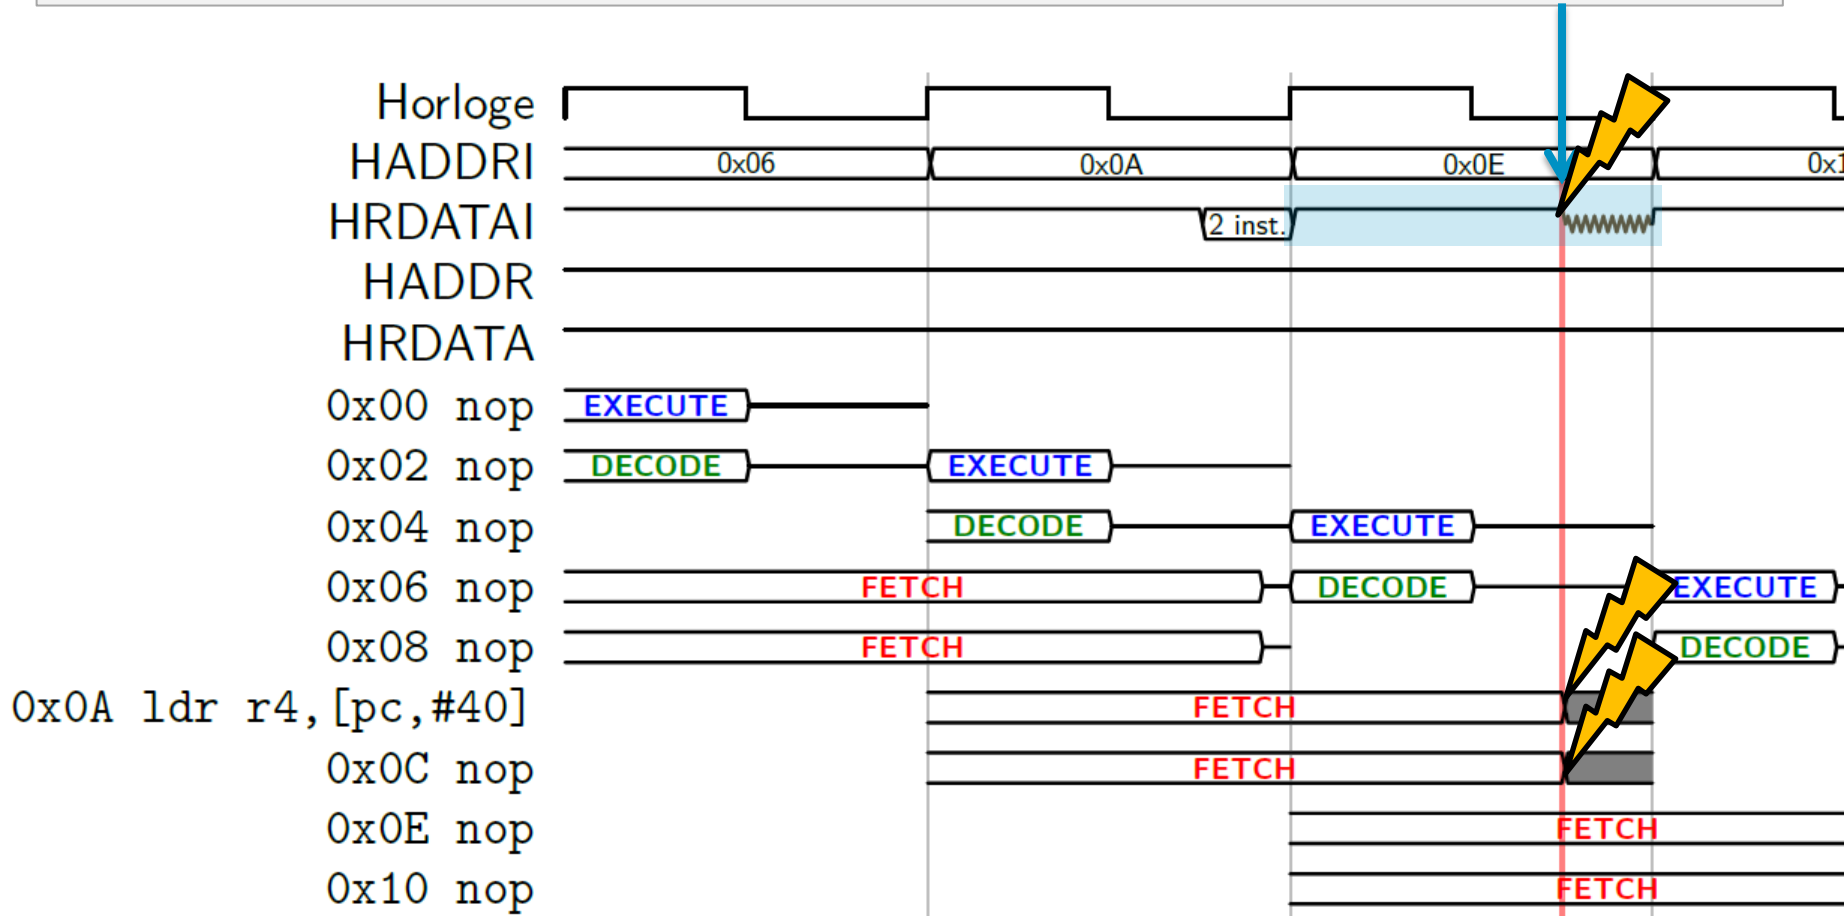 Horloge
HADDRI 0x06 0x0A 0x0E
HRDATAI 2 inst.
HADDR
HRDATA
0x00 nop EXECUTE
0x02 nop DECODE EXECUTE
0x04 nop DECODE EXECUTE
0x06 nop FETCH DECODE EXECUTE
0x08 nop FETCH DECODE
0x0A ldr r4,[pc,#40] FETCH
0x0C nop FETCH
0x0E nop FETCH
0x10 nop FETCH